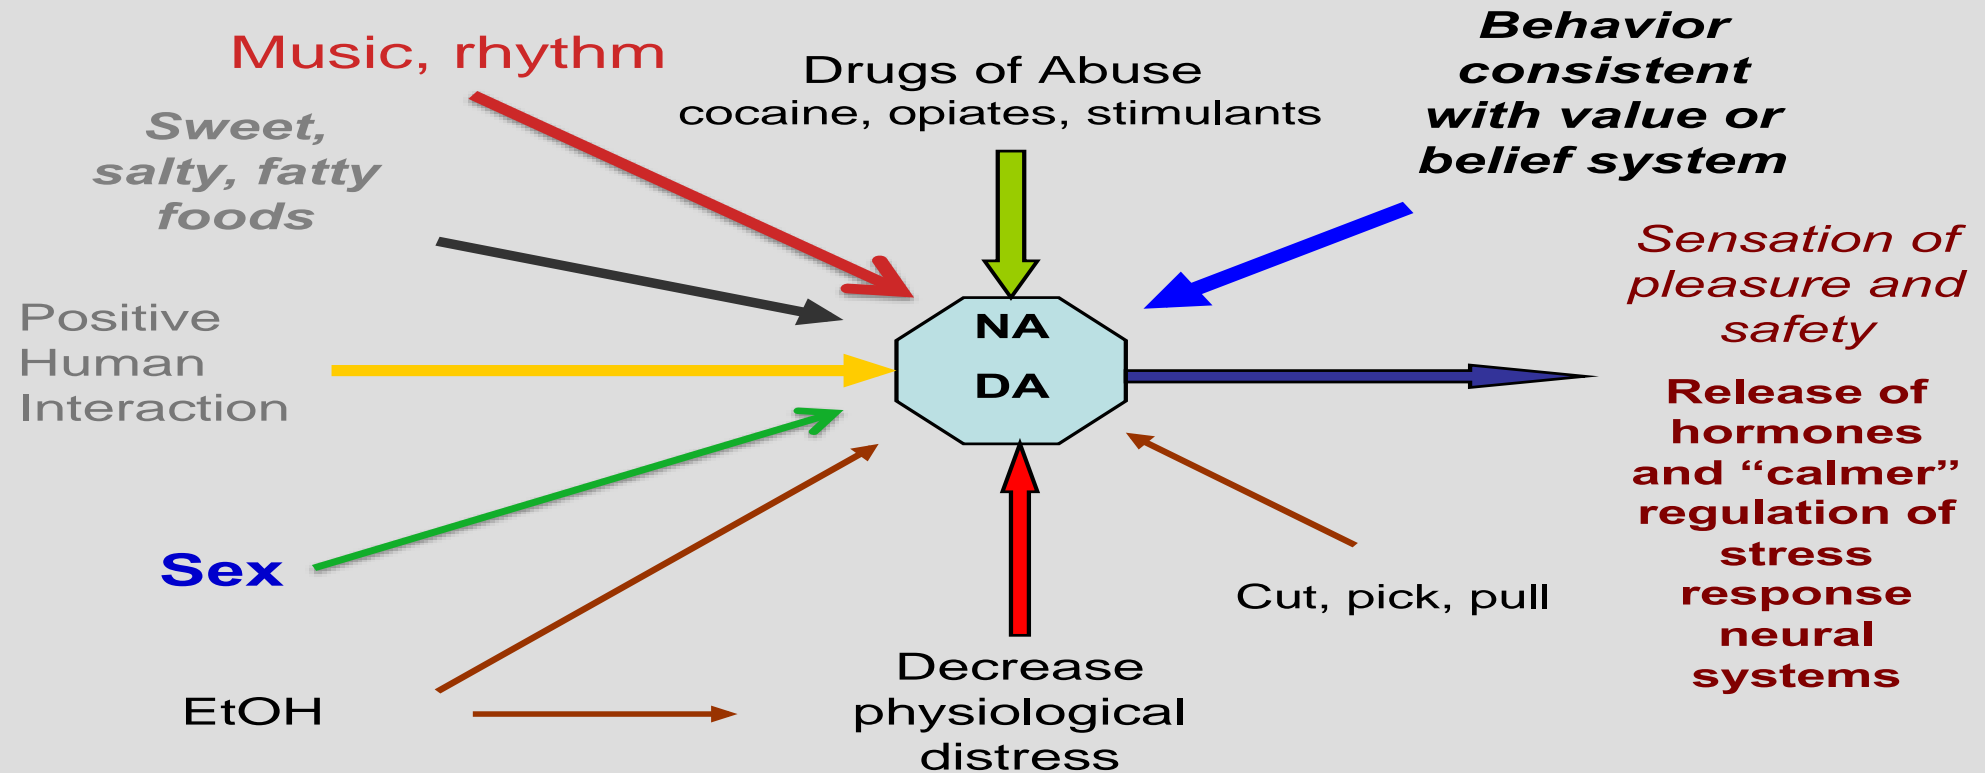 Music, rhythm
Sweet,
salty, fatty
foods
Positive
Human
Interaction
Sex
EtOH
Drugs of Abuse
cocaine, opiates, stimulants
NA
DA
Decrease
physiological
distress
Behavior
consistent
with value or
belief system
Cut, pick, pull
Sensation of
pleasure and
safety
Release of
hormones
and “calmer”
regulation of
stress
response
neural
systems